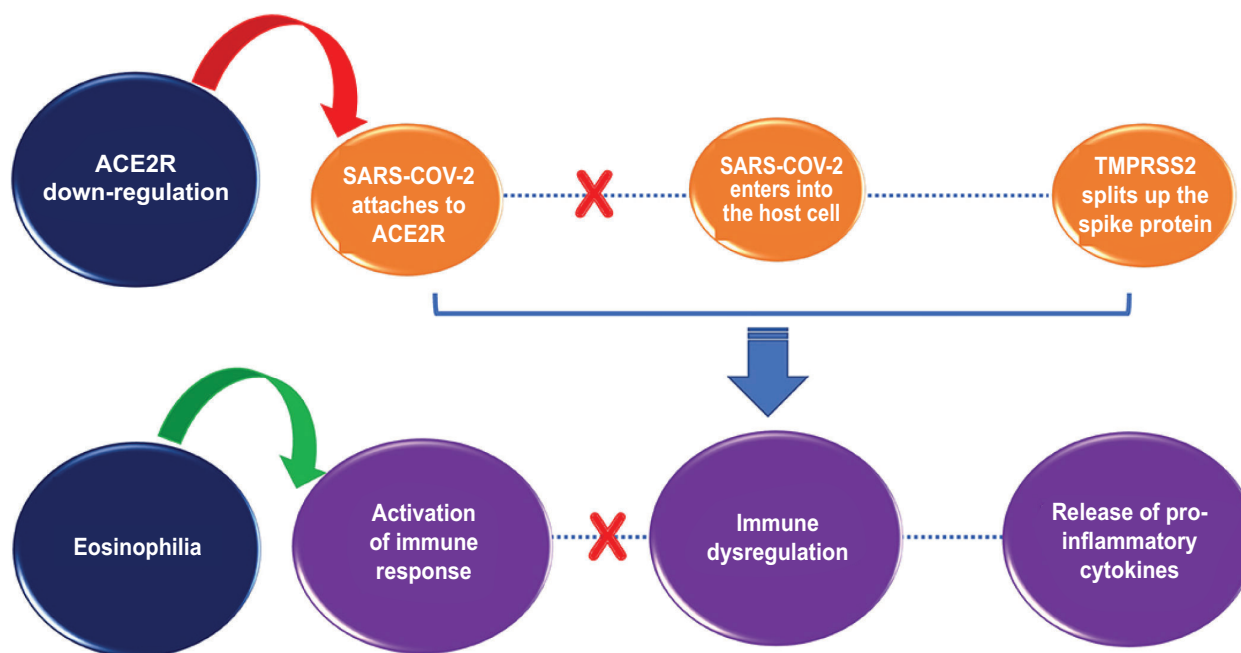 ACE2R
down-regulation
SARS-COV-2
attaches to
ACE2R
SARS-COV-2
enters into
the host cell
TMPRSS2
splits up the
spike protein
Eosinophilia
Activation
of immune
response
Immune
dysregulation
Release of pro-
inflammatory
cytokines